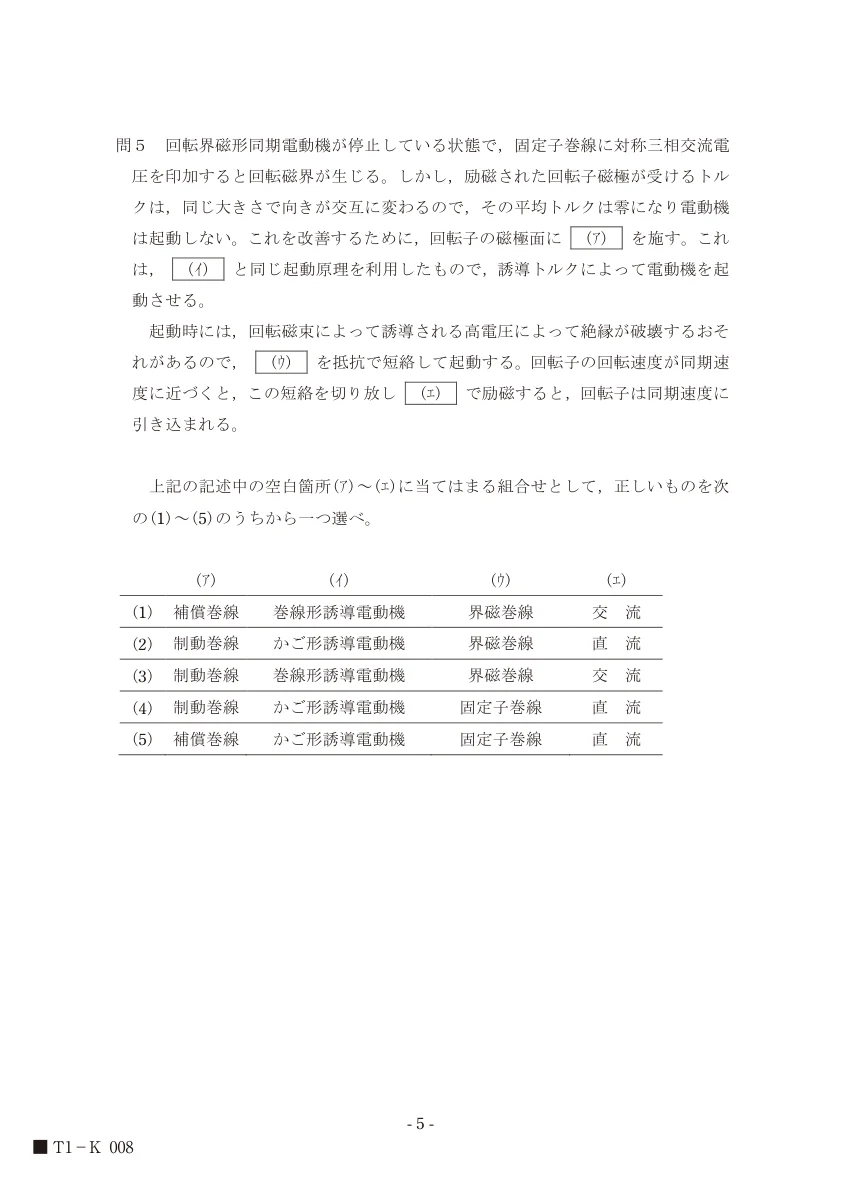 問5 回転界磁形同期電動機が停止している状態で，固定子巻線に対称三相交流電
圧を印加すると回転磁界が生じる。しかし，励磁された回転子磁極が受けるトル
クは，同じ大きさで向きが交互に変わるので，その平均トルクは零になり電動機
は起動しない。これを改善するために，回転子の磁極面に (ｱ) を施す。これ
は， (ｲ) と同じ起動原理を利用したもので，誘導トルクによって電動機を起
動させる。
起動時には，回転磁束によって誘導される高電圧によって絶縁が破壊するおそ
れがあるので， (ｳ) を抵抗で短絡して起動する。回転子の回転速度が同期速
度に近づくと，この短絡を切り放し (ｴ) で励磁すると，回転子は同期速度に
引き込まれる。
上記の記述中の空白箇所(ｱ)～(ｴ)に当てはまる組合せとして，正しいものを次
の(1)～(5)のうちから一つ選べ。
(ｱ) (ｲ) (ｳ) (ｴ)
(1) 補償巻線 巻線形誘導電動機 界磁巻線 交 流
(2) 制動巻線 かご形誘導電動機 界磁巻線 直 流
(3) 制動巻線 巻線形誘導電動機 界磁巻線 交 流
(4) 制動巻線 かご形誘導電動機 固定子巻線 直 流
(5) 補償巻線 かご形誘導電動機 固定子巻線 直 流
- 5 -
■ T1－K 008